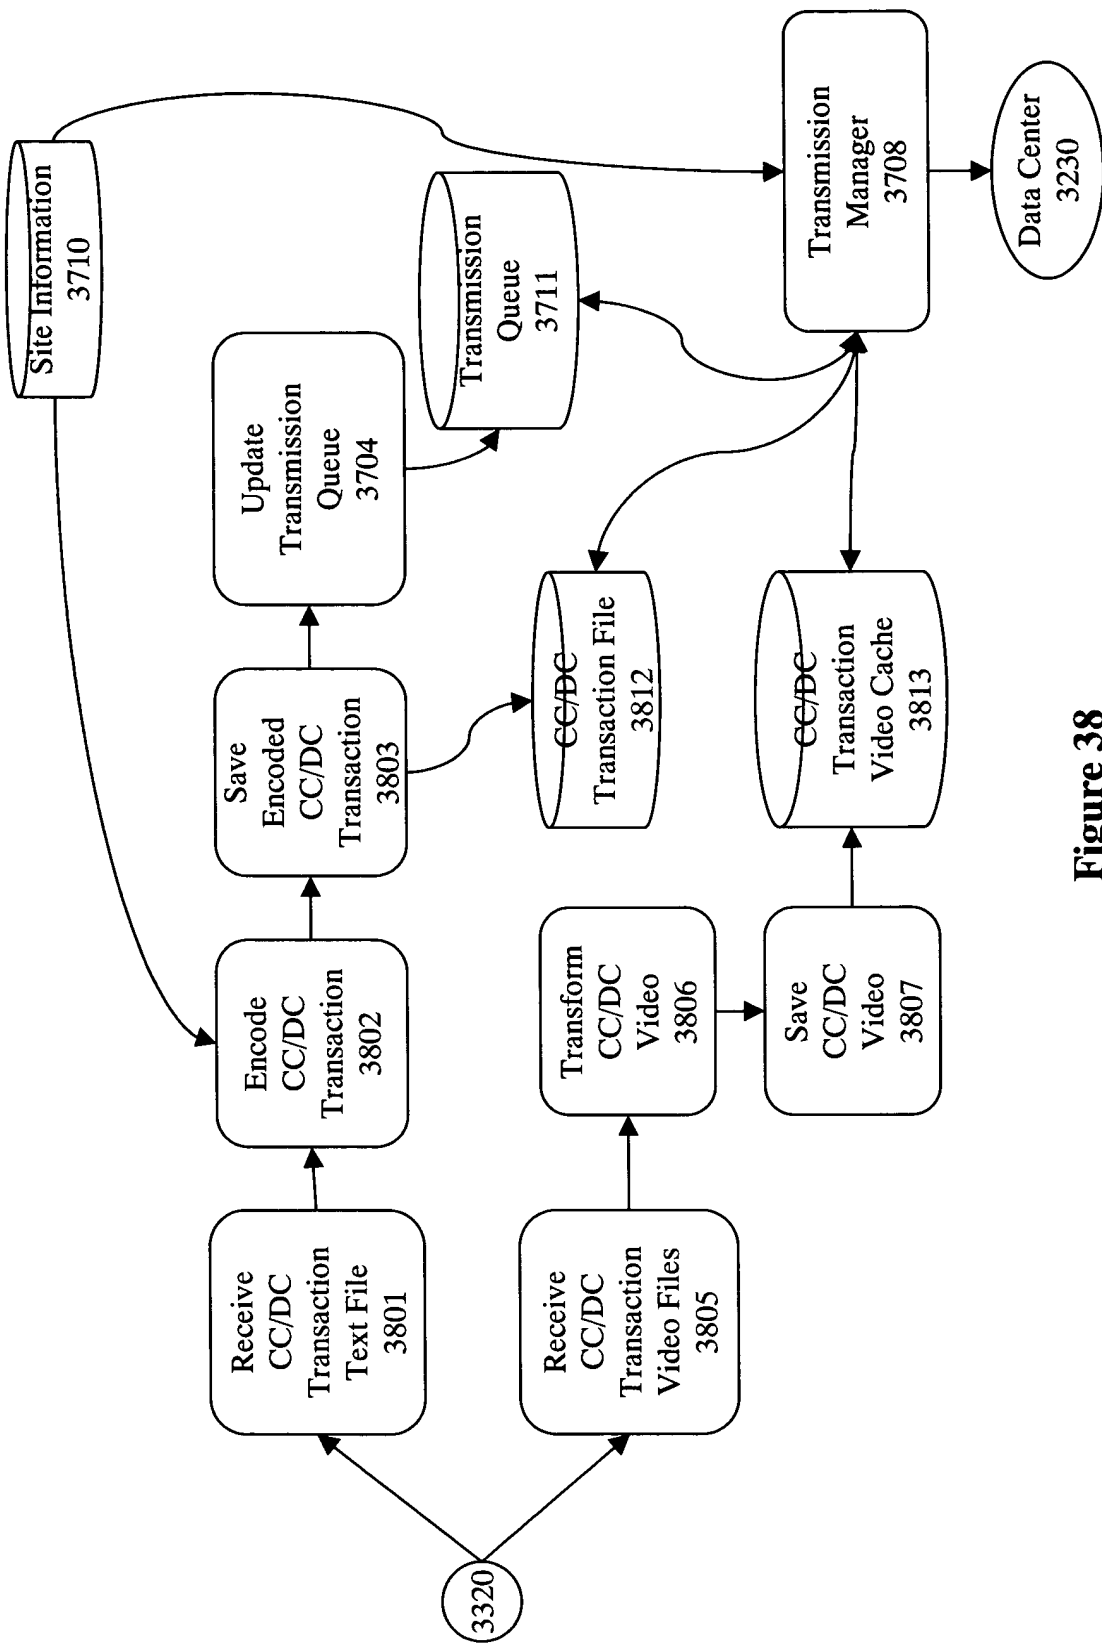 Site Information
3710
Update
Transmission
Queue
3704
Transmission
Queue
3711
Transmission
Manager
3708
Data Center
3230
Save
Encoded
CC/DC
Transaction
3803
CC/DC
Transaction File
3812
CC/DC
Transaction
Video Cache
3813
Encode
CC/DC
Transaction
3802
Transform
CC/DC
Video
3806
Save
CC/DC
Video
3807
Receive
CC/DC
Transaction
Text File
3801
Receive
CC/DC
Transaction
Video Files
3805
3320
Figure 38